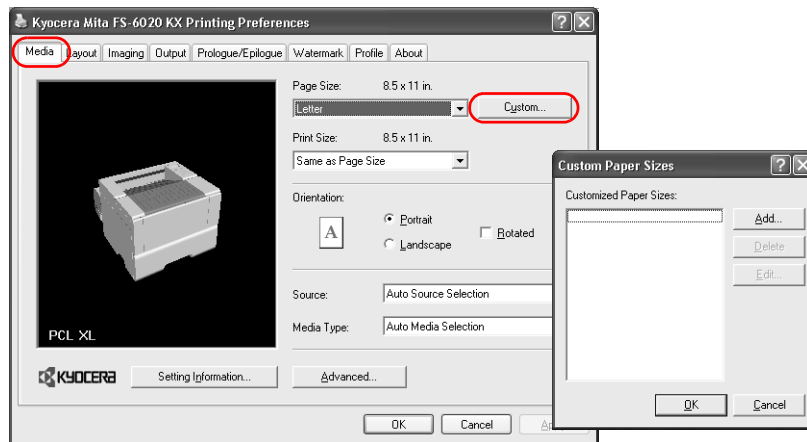 Kyocera Mita FS-6020 KX Printing Preferences
Media Layout Imaging Output Prologue/Epilogue Watermark Profile About
Page Size: 8.5 x 11 in.
Letter Custom...
Print Size: 8.5 x 11 in.
Same as Page Size
Orientation:
A
Portrait
Landscape
Rotated
Source: Auto Source Selection
Media Type: Auto Media Selection
PCL XL
KYOCERA Setting Information... Advanced...
OK Cancel
Custom Paper Sizes
Customized Paper Sizes:
Add...
Delete
Edit...
OK Cancel